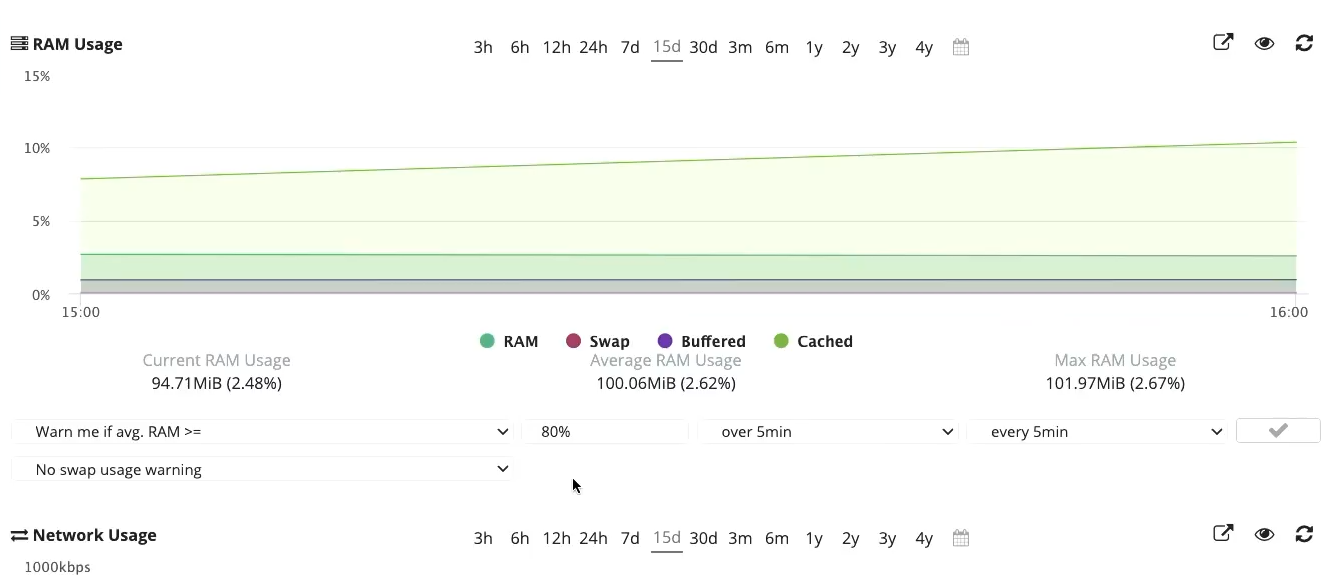 RAM Usage
3h 6h 12h 24h 7d 15d 30d 3m 6m 1y 2y 3y 4y
15%
10%
5%
0%
15:00 16:00
RAM Swap Buffered Cached
Current RAM Usage Average RAM Usage Max RAM Usage
94.71MiB (2.48%) 100.06MiB (2.62%) 101.97MiB (2.67%)
Warn me if avg. RAM >= 80% over 5min every 5min
No swap usage warning
Network Usage
3h 6h 12h 24h 7d 15d 30d 3m 6m 1y 2y 3y 4y
1000kbps